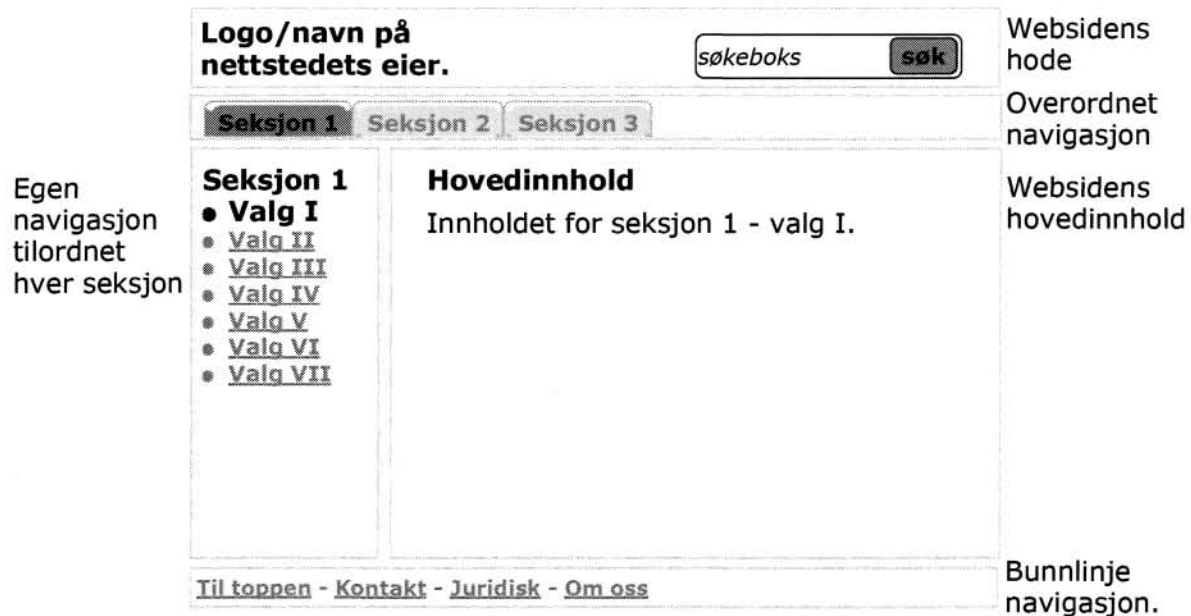 Logo/navn på
nettstedets eier.
søkeboks
søk
Websidens
hode
Seksjon 1
Seksjon 2
Seksjon 3
Overordnet
navigasjon
Egen
navigasjon
tilordnet
hver seksjon
Seksjon 1
• Valg I
• Valg II
• Valg III
• Valg IV
• Valg V
• Valg VI
• Valg VII
Hovedinnhold
Innholdet for seksjon 1 - valg I.
Websidens
hovedinnhold
Til toppen - Kontakt - Juridisk - Om oss
Bunnlinje
navigasjon.